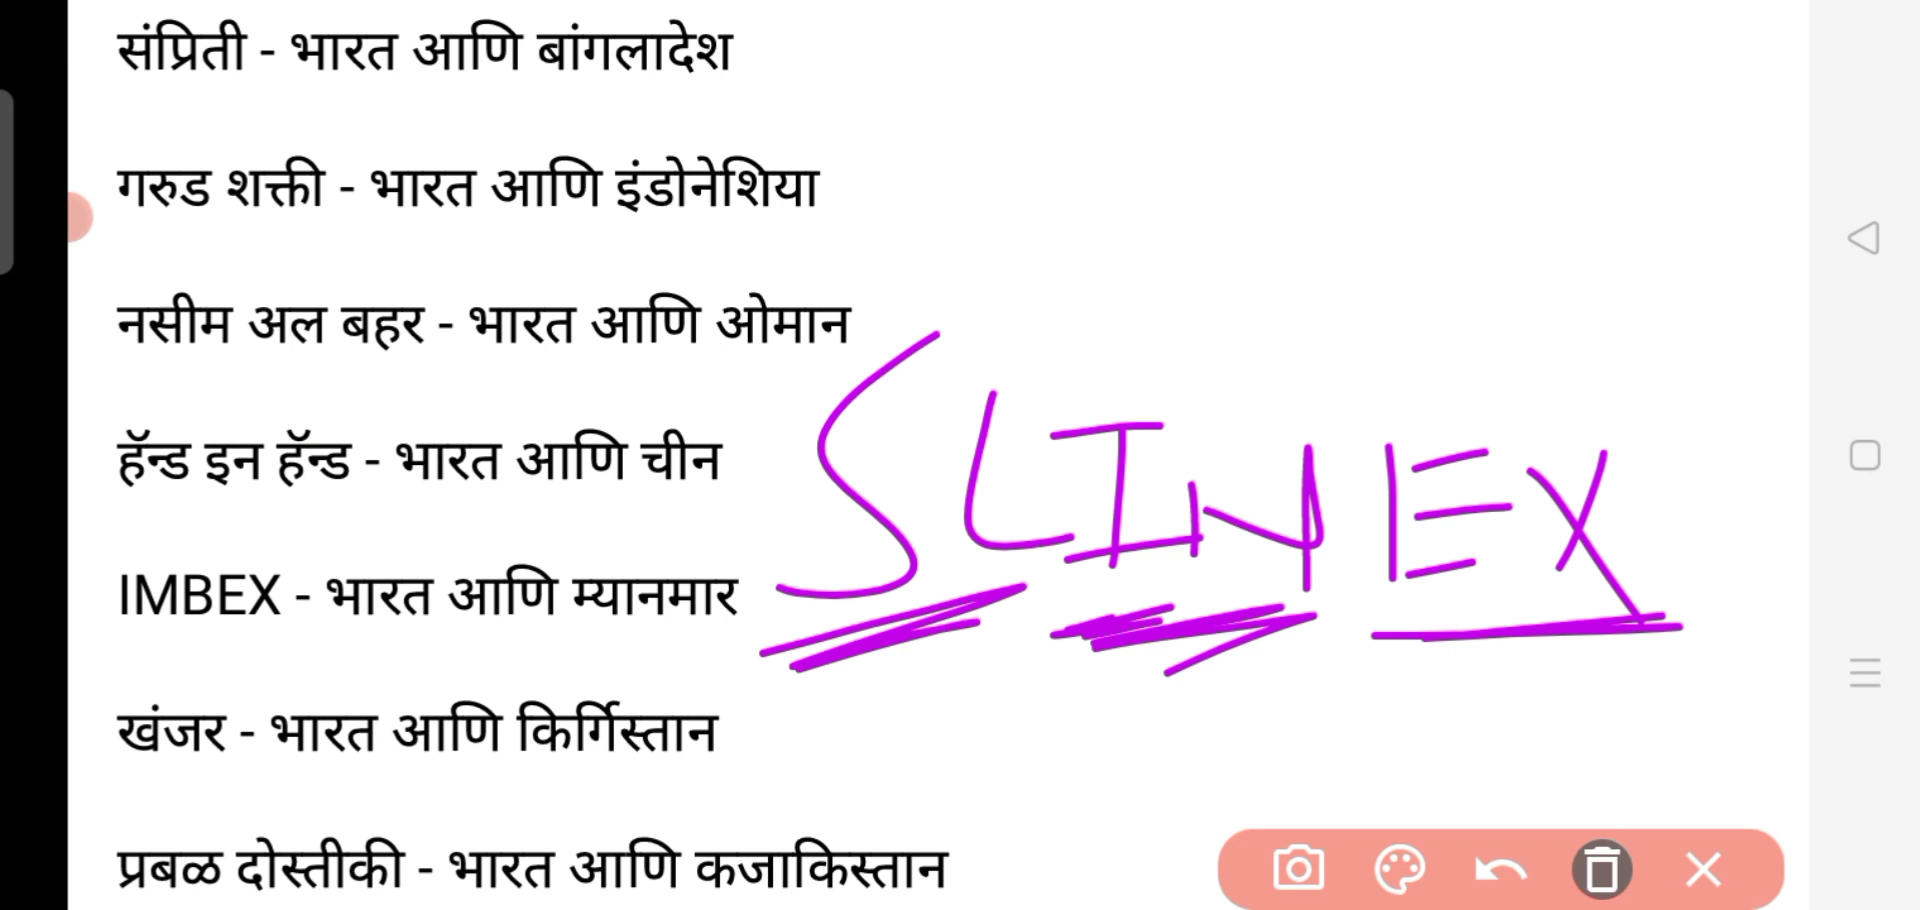 संप्रिती - भारत आणि बांगलादेश
गरुड शक्ती - भारत आणि इंडोनेशिया
नसीम अल बहर - भारत आणि ओमान
हॅन्ड इन हॅन्ड - भारत आणि चीन
SLINEX
IMBEX - भारत आणि म्यानमार
खंजर - भारत आणि किर्गिस्तान
प्रबळ दोस्तीकी - भारत आणि कजाकिस्तान